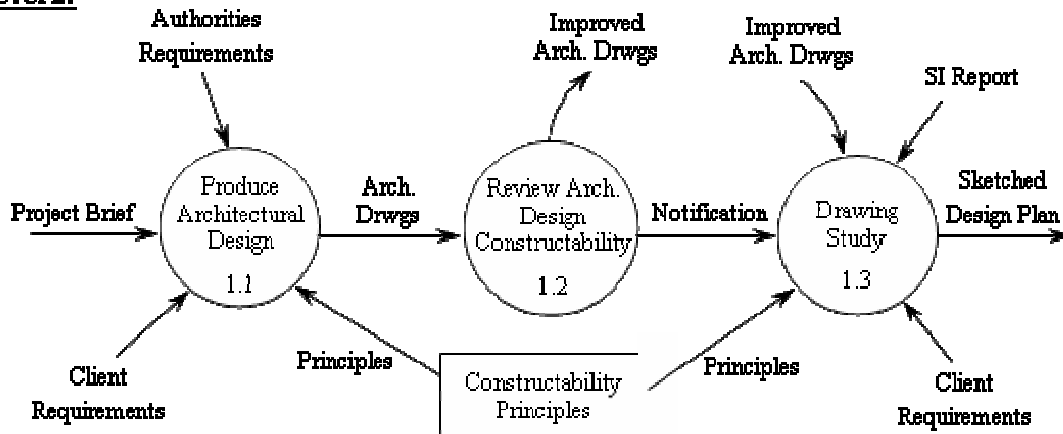 Authorities
Requirements
Improved
Arch. Drwgs
Improved
Arch. Drwgs
SI Report
Project Brief
Produce
Architectural
Design
1.1
Arch.
Drwgs
Review Arch.
Design
Constructability
1.2
Notification
Drawing
Study
1.3
Sketched
Design Plan
Client
Requirements
Principles
Constructability
Principles
Principles
Client
Requirements